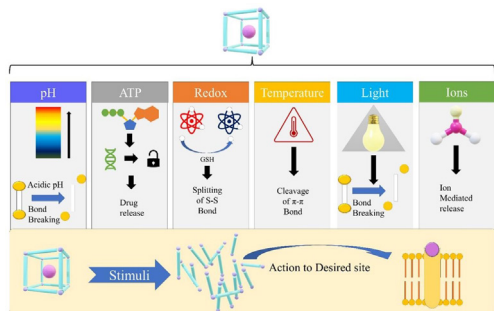 pH
ATP
Redox
Temperature
Light
Ions
Acidic pH
Bond
Breaking
Drug
release
GSH
Splitting
of S-S
Bond
Cleavage
of π-π
Bond
Bond
Breaking
Ion
Mediated
release
Stimuli
Action to Desired site